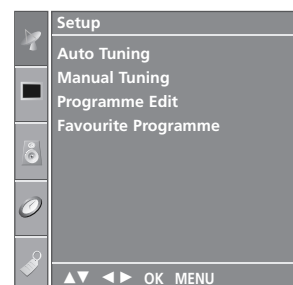 Setup
Auto Tuning
Manual Tuning
Programme Edit
Favourite Programme
▲▼ ◄► OK MENU